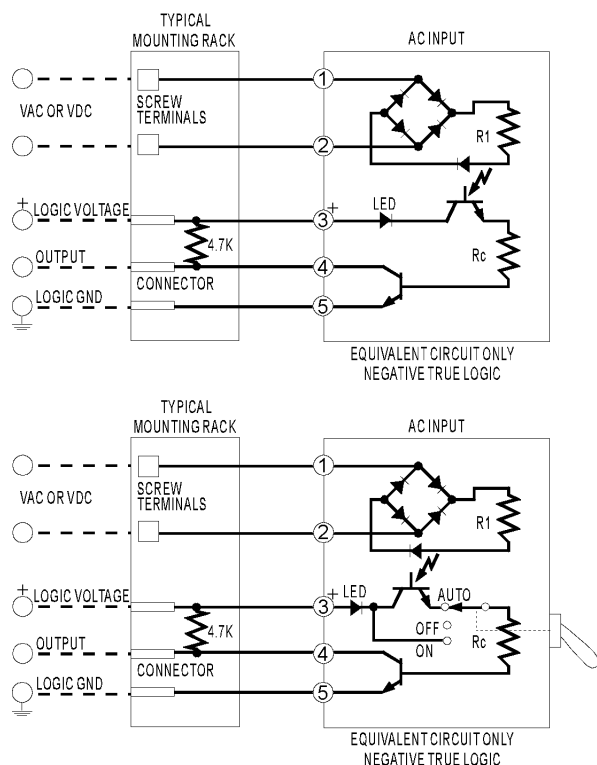 TYPICAL
MOUNTING RACK
AC INPUT
1
SCREW
TERMINALS
VAC OR VDC
R1
2
LOGIC VOLTAGE
+
3
+
LED
4.7K
Rc
OUTPUT
4
CONNECTOR
LOGIC GND
5
EQUIVALENT CIRCUIT ONLY
NEGATIVE TRUE LOGIC
TYPICAL
MOUNTING RACK
AC INPUT
1
SCREW
TERMINALS
VAC OR VDC
R1
2
+
LOGIC VOLTAGE
3
+
LED
AUTO
4.7K
OFF
ON
Rc
OUTPUT
4
CONNECTOR
LOGIC GND
5
EQUIVALENT CIRCUIT ONLY
NEGATIVE TRUE LOGIC